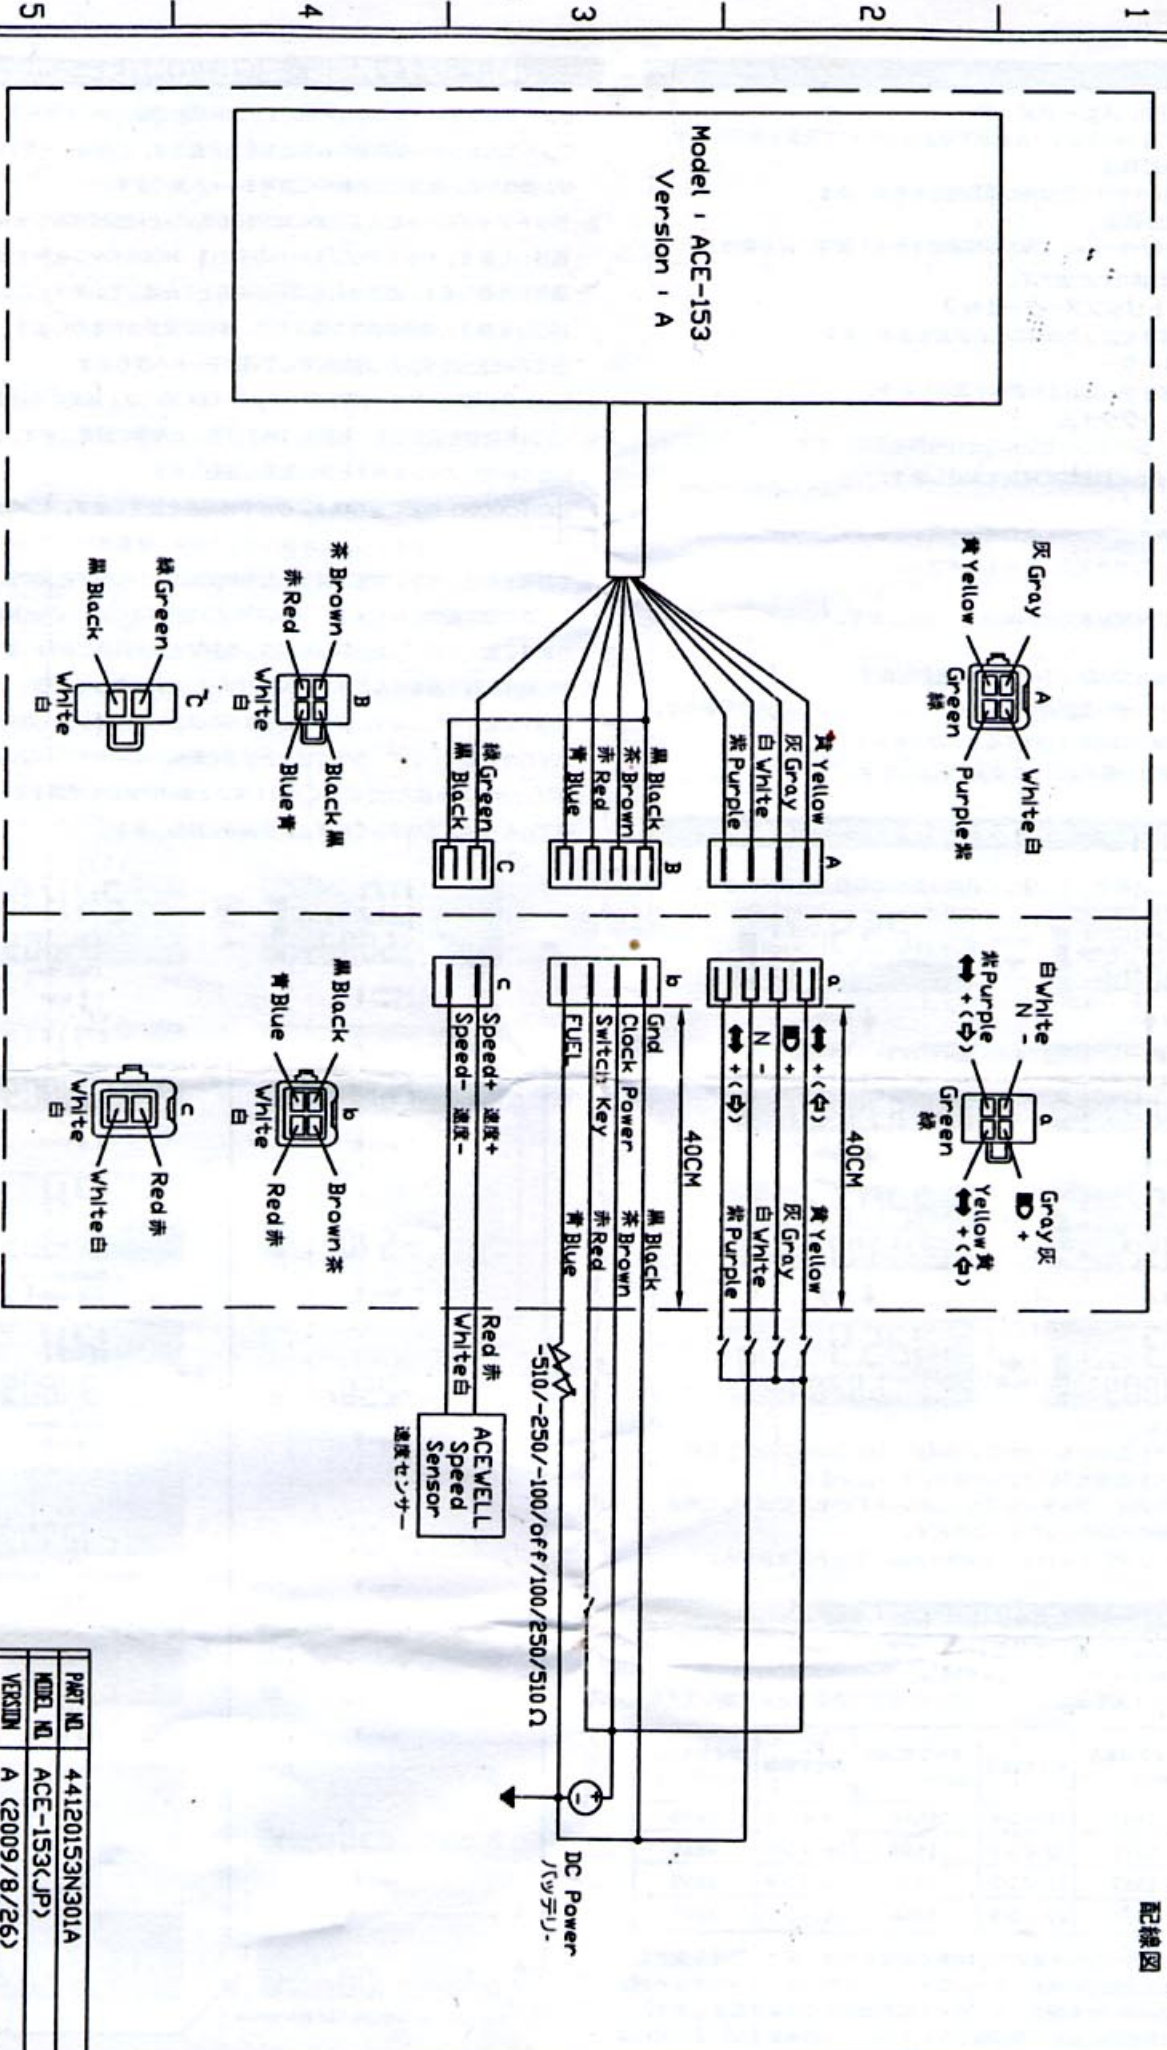 5
4
3
2
1
配線図
Model : ACE-153
Version : A
灰 Gray
黄 Yellow
A
White 白
Purple 紫
Green
緑
茶 Brown
赤 Red
B
Black 黒
Blue 青
White
白
緑 Green
黒 Black
C
White
白
黄 Yellow
灰 Gray
白 White
紫 Purple
A
黒 Black
茶 Brown
赤 Red
青 Blue
B
緑 Green
黒 Black
C
白 White
N -
紫 Purple
⬌ + (⇨)
a
Gray 灰
+
Yellow 黄
⬌ + (⇦)
Green
緑
黒 Black
青 Blue
b
Brown 茶
Red 赤
White
白
c
Red 赤
White 白
White
白
a
⬌ + (⇦)
+
N -
⬌ + (⇨)
40CM
黄 Yellow
灰 Gray
白 White
紫 Purple
b
Gnd
Clock Power
Switch Key
FUEL
40CM
黒 Black
茶 Brown
赤 Red
青 Blue
c
Speed+ 速度+
Speed- 速度-
Red 赤
White 白
ACEWELL
Speed
Sensor
速度センサー
-510/-250/-100/off/100/250/510Ω
DC Power
バッテリー
PART NO. 44120153N301A
MODEL NO. ACE-153(JP)
VERSION A (2009/8/26)